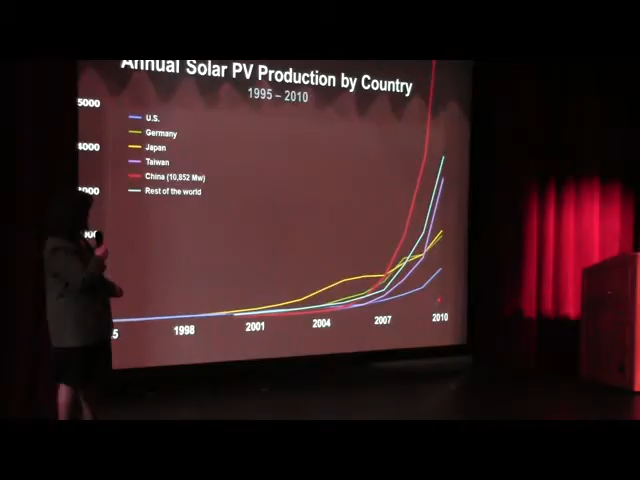 Annual Solar PV Production by Country
1995 – 2010
5000
4000
U.S.
Germany
Japan
Taiwan
China (10,852 Mw)
Rest of the world
1998
2001
2004
2007
2010